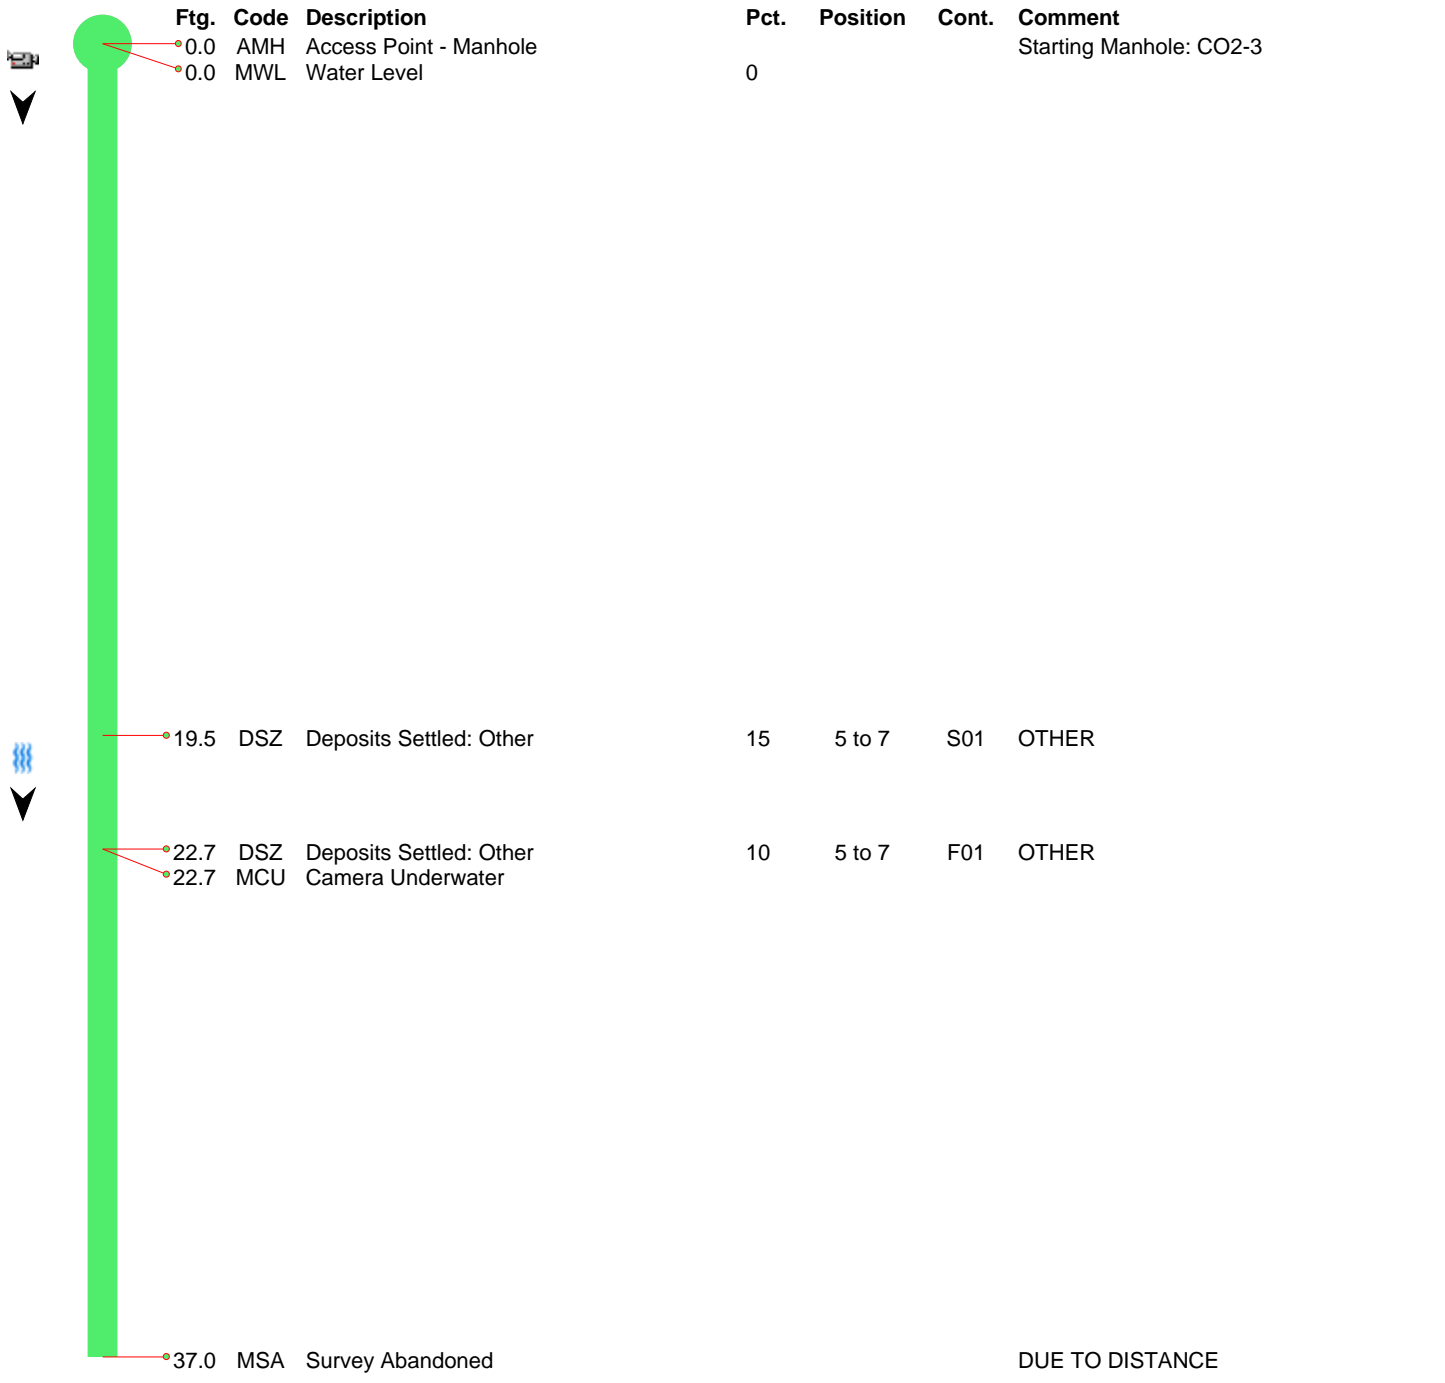 Ftg. Code Description Pct. Position Cont. Comment
0.0 AMH Access Point - Manhole Starting Manhole: CO2-3
0.0 MWL Water Level 0
19.5 DSZ Deposits Settled: Other 15 5 to 7 S01 OTHER
22.7 DSZ Deposits Settled: Other 10 5 to 7 F01 OTHER
22.7 MCU Camera Underwater
37.0 MSA Survey Abandoned DUE TO DISTANCE